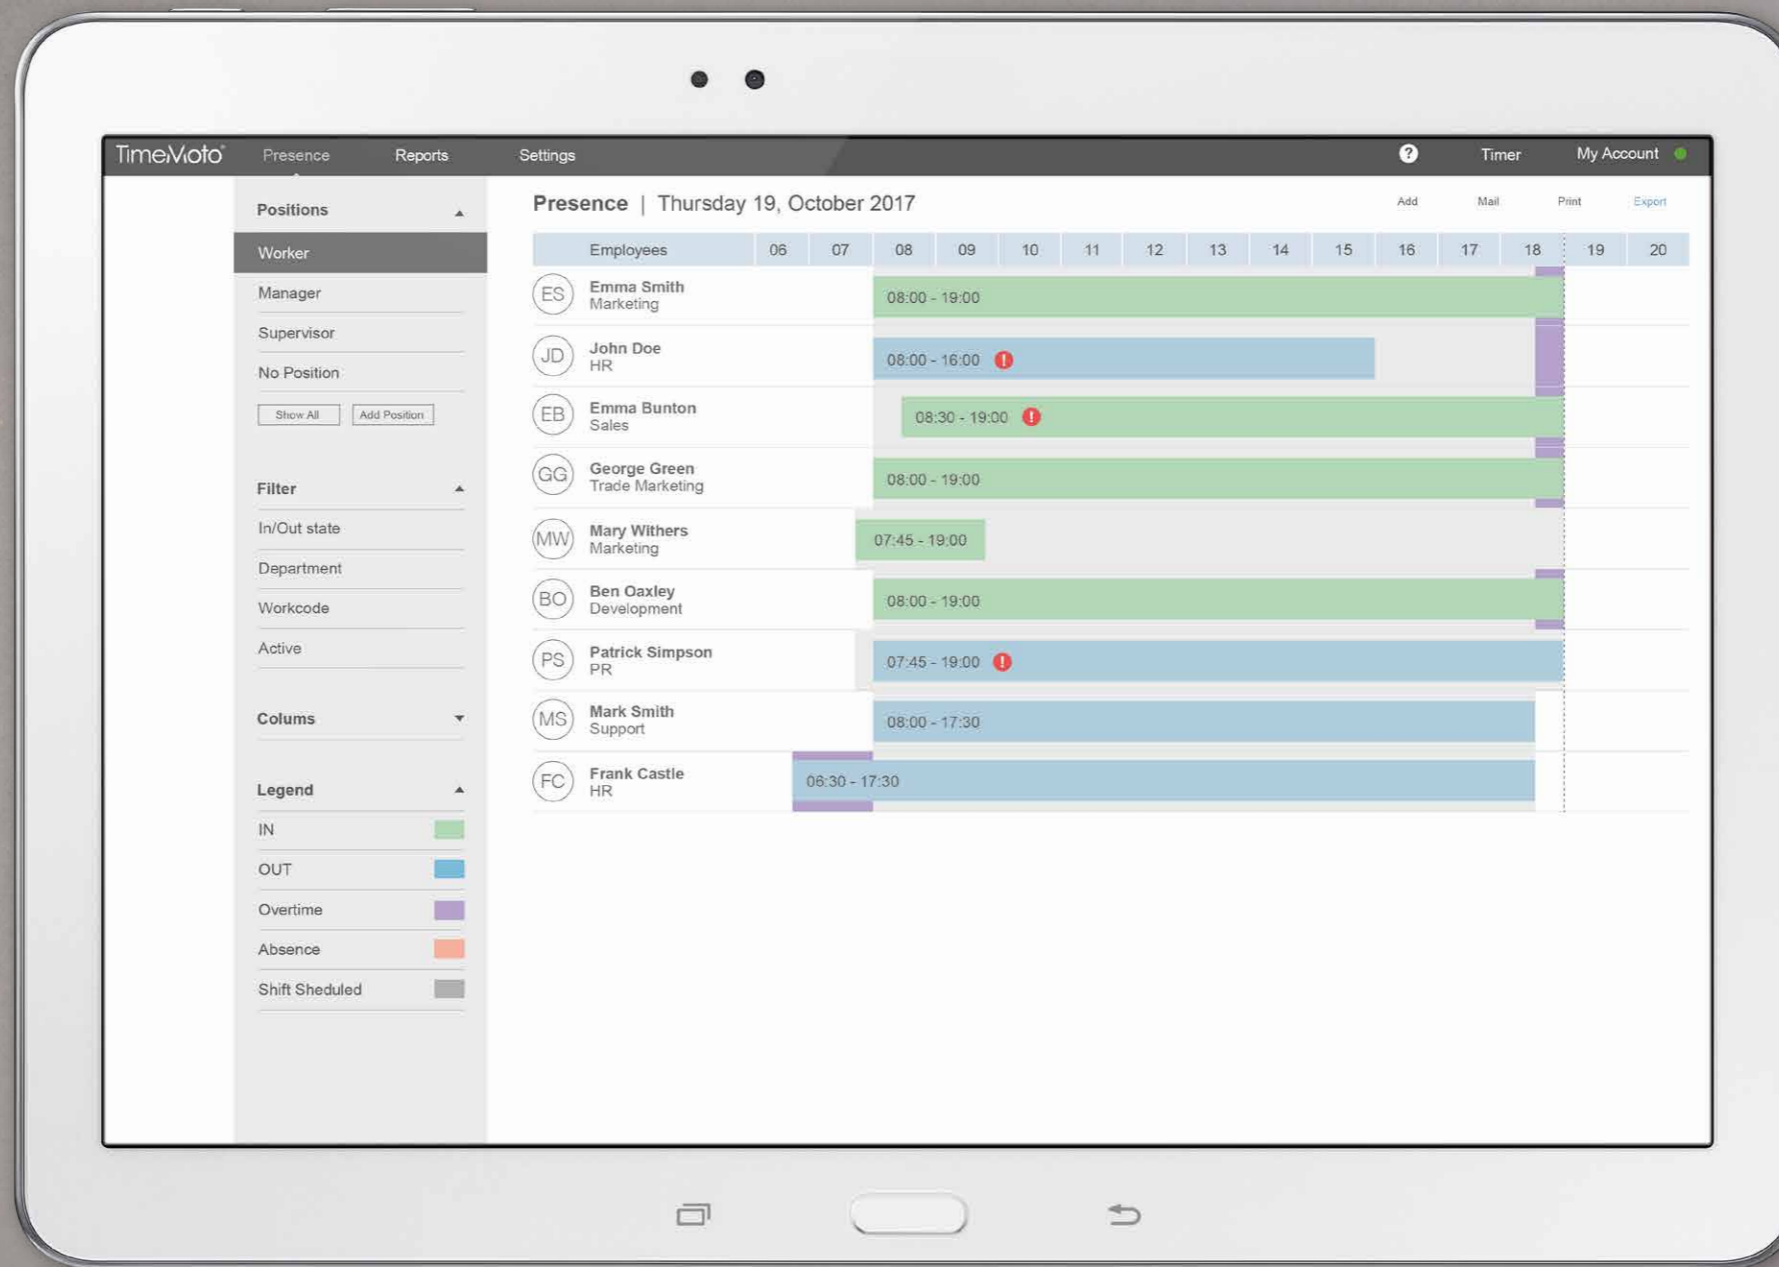 TimeMoto® Presence Reports Settings ? Timer My Account
Positions
Worker
Manager
Supervisor
No Position
Show All Add Position
Filter
In/Out state
Department
Workcode
Active
Colums
Legend
IN
OUT
Overtime
Absence
Shift Sheduled
Presence | Thursday 19, October 2017 Add Mail Print Export
Employees 06 07 08 09 10 11 12 13 14 15 16 17 18 19 20
ES Emma Smith 08:00 - 19:00
Marketing
JD John Doe 08:00 - 16:00 !
HR
EB Emma Bunton 08:30 - 19:00 !
Sales
GG George Green 08:00 - 19:00
Trade Marketing
MW Mary Withers 07:45 - 19:00
Marketing
BO Ben Oaxley 08:00 - 19:00
Development
PS Patrick Simpson 07:45 - 19:00 !
PR
MS Mark Smith 08:00 - 17:30
Support
FC Frank Castle 06:30 - 17:30
HR